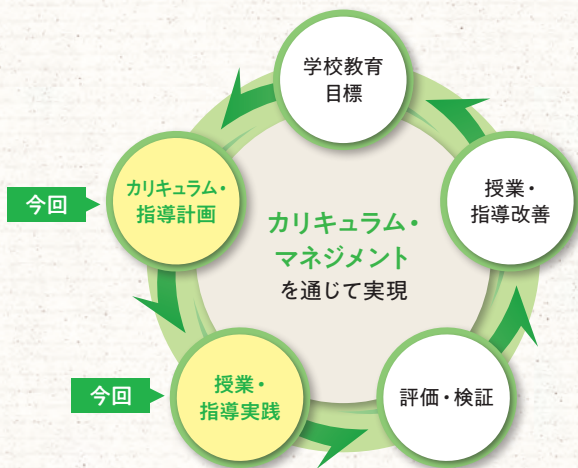 学校教育
目標
カリキュラム・
指導計画
今回
授業・
指導改善
カリキュラム・
マネジメント
を通じて実現
今回
授業・
指導実践
評価・検証